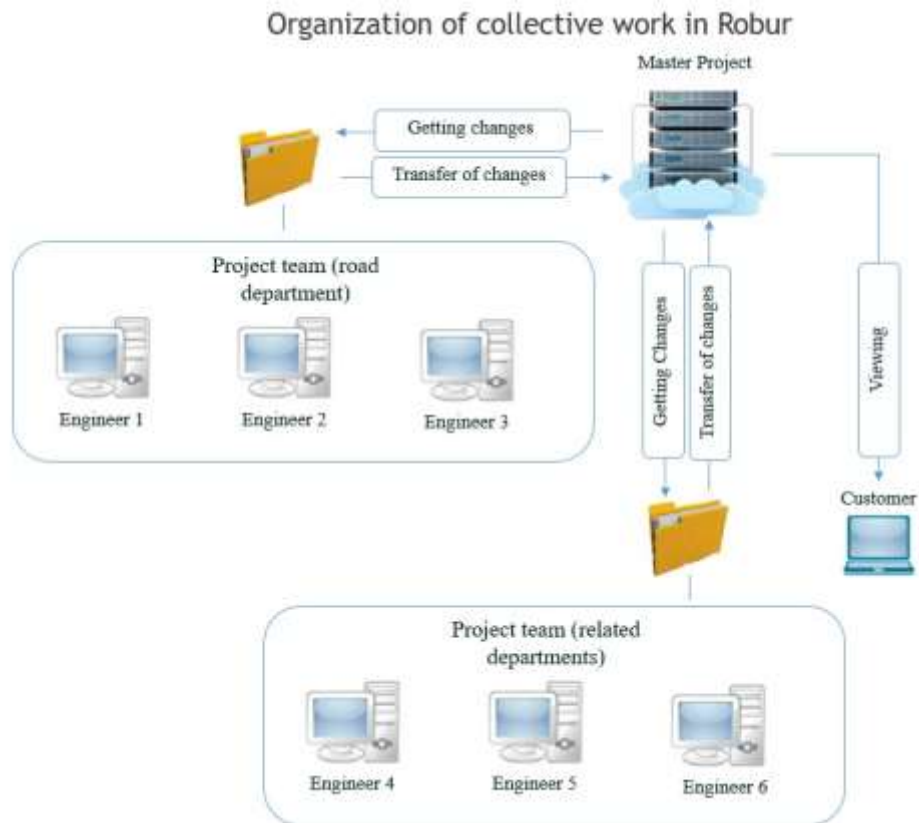 Organization of collective work in Robur
Master Project
Getting changes
Transfer of changes
Project team (road
department)
Engineer 1
Engineer 2
Engineer 3
Getting Changes
Transfer of changes
Viewing
Customer
Project team (related
departments)
Engineer 4
Engineer 5
Engineer 6